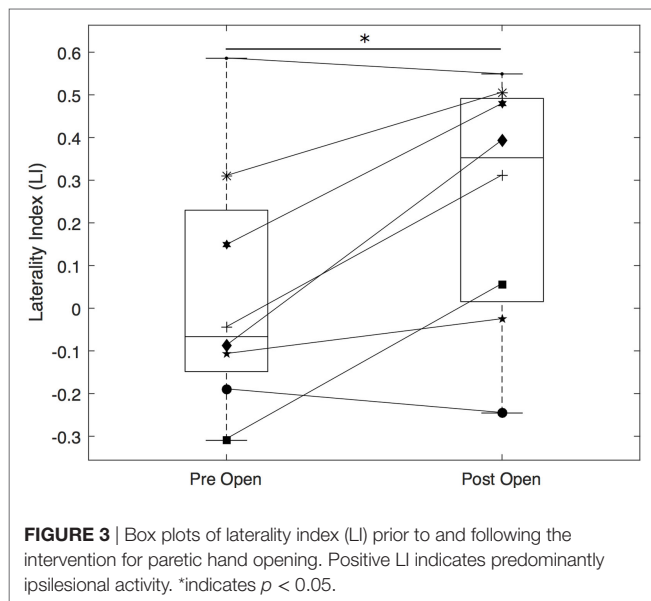 *
0.6
0.5
0.4
0.3
0.2
0.1
0
-0.1
-0.2
-0.3
Laterality Index (LI)
Pre Open
Post Open
FIGURE 3 | Box plots of laterality index (LI) prior to and following the
intervention for paretic hand opening. Positive LI indicates predominantly
ipsilesional activity. *indicates p < 0.05.